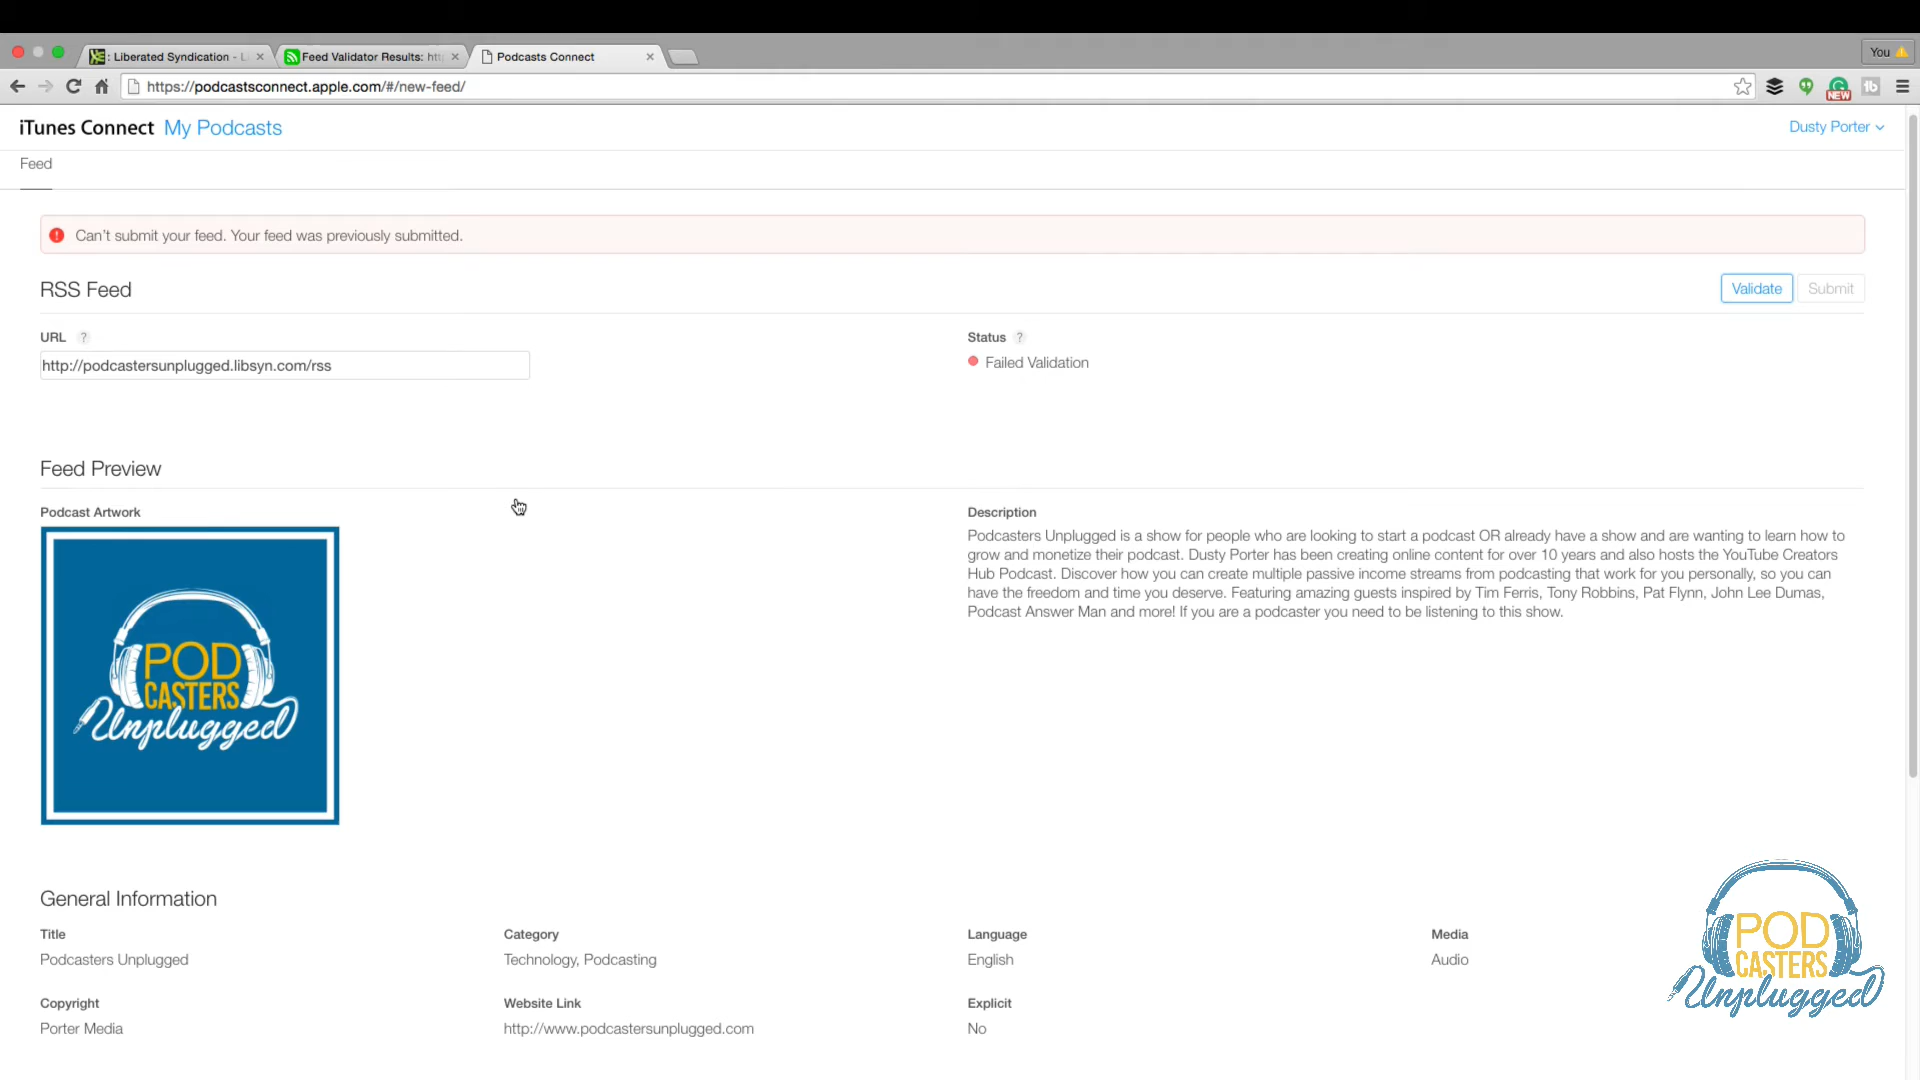 : Liberated Syndication - L
Feed Validator Results: htt
Podcasts Connect
You
https://podcastsconnect.apple.com/#/new-feed/
NEW
iTunes Connect My Podcasts
Dusty Porter
Feed
Can't submit your feed. Your feed was previously submitted.
RSS Feed
Validate
Submit
URL ?
Status ?
http://podcastersunplugged.libsyn.com/rss
Failed Validation
Feed Preview
Podcast Artwork
POD
CASTERS
Unplugged
Description
Podcasters Unplugged is a show for people who are looking to start a podcast OR already have a show and are wanting to learn how to
grow and monetize their podcast. Dusty Porter has been creating online content for over 10 years and also hosts the YouTube Creators
Hub Podcast. Discover how you can create multiple passive income streams from podcasting that work for you personally, so you can
have the freedom and time you deserve. Featuring amazing guests inspired by Tim Ferris, Tony Robbins, Pat Flynn, John Lee Dumas,
Podcast Answer Man and more! If you are a podcaster you need to be listening to this show.
General Information
Title
Category
Language
Media
Podcasters Unplugged
Technology, Podcasting
English
Audio
Copyright
Website Link
Explicit
Porter Media
http://www.podcastersunplugged.com
No
POD
CASTERS
Unplugged